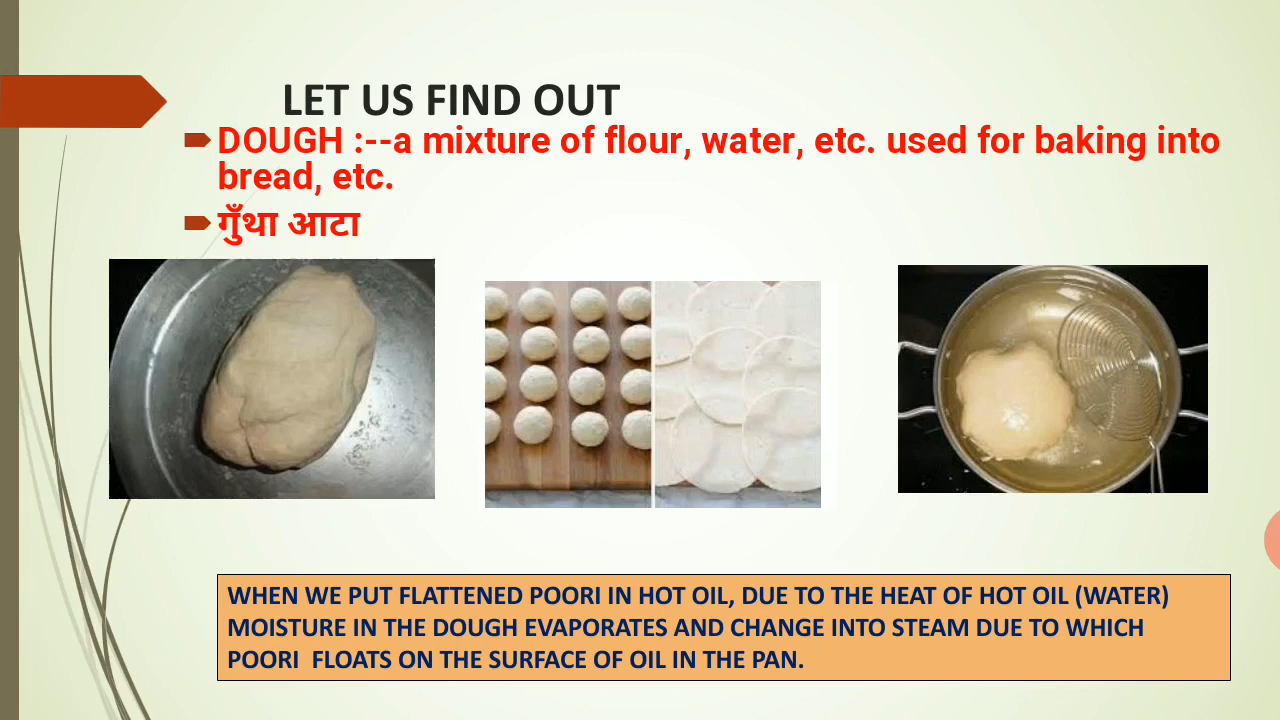 LET US FIND OUT
DOUGH :--a mixture of flour, water, etc. used for baking into
bread, etc.
गुँथा आटा
WHEN WE PUT FLATTENED POORI IN HOT OIL, DUE TO THE HEAT OF HOT OIL (WATER)
MOISTURE IN THE DOUGH EVAPORATES AND CHANGE INTO STEAM DUE TO WHICH
POORI  FLOATS ON THE SURFACE OF OIL IN THE PAN.